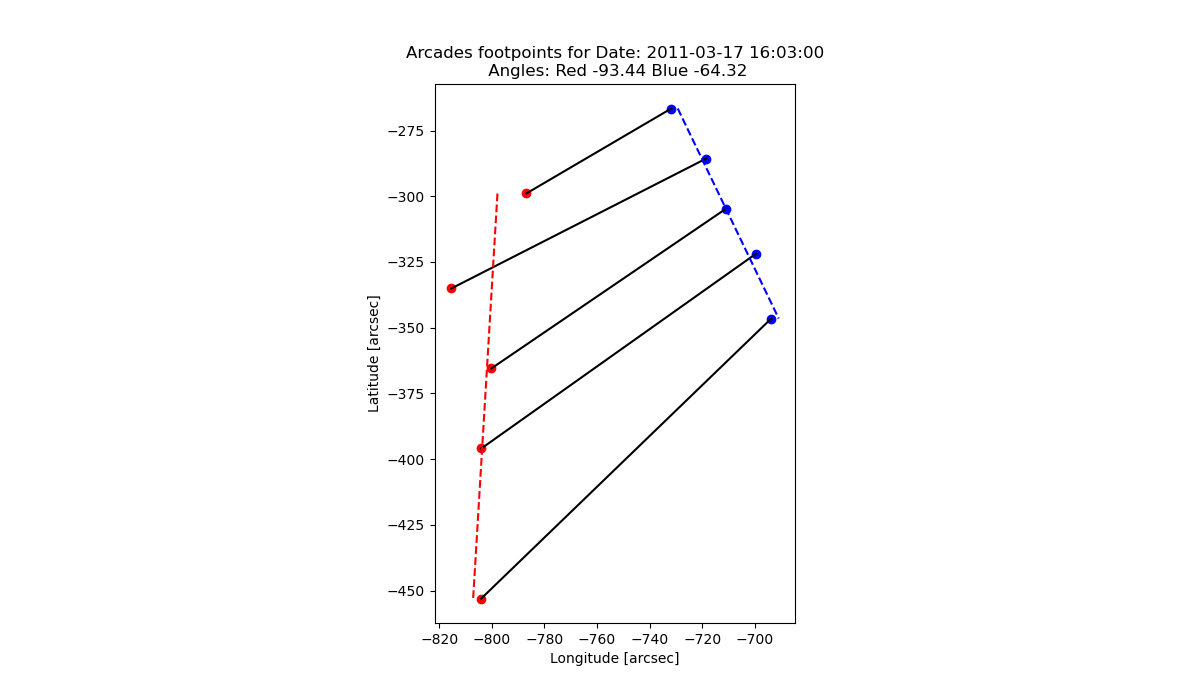 Arcades footpoints for Date: 2011-03-17 16:03:00
Angles: Red -93.44 Blue -64.32
Latitude [arcsec]
−275
−300
−325
−350
−375
−400
−425
−450
−820 −800 −780 −760 −740 −720 −700
Longitude [arcsec]